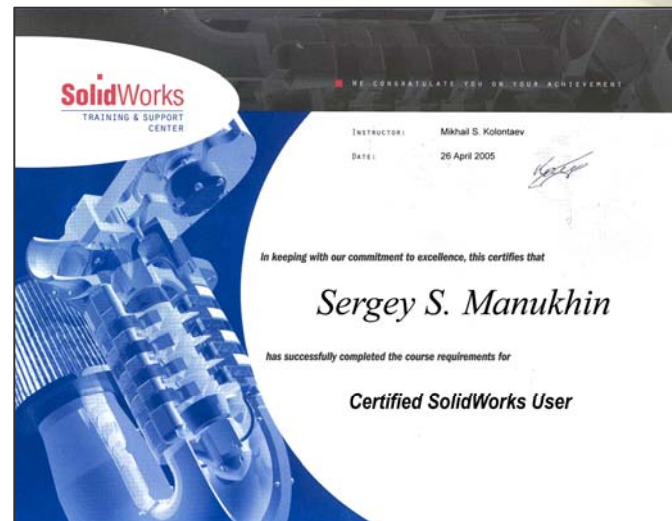 WE CONGRATULATE YOU ON YOUR ACHIEVEMENT
SolidWorks
TRAINING & SUPPORT
CENTER
INSTRUCTOR: Mikhail S. Kolontaev
DATE: 26 April 2005
In keeping with our commitment to excellence, this certifies that
Sergey S. Manukhin
has successfully completed the course requirements for
Certified SolidWorks User